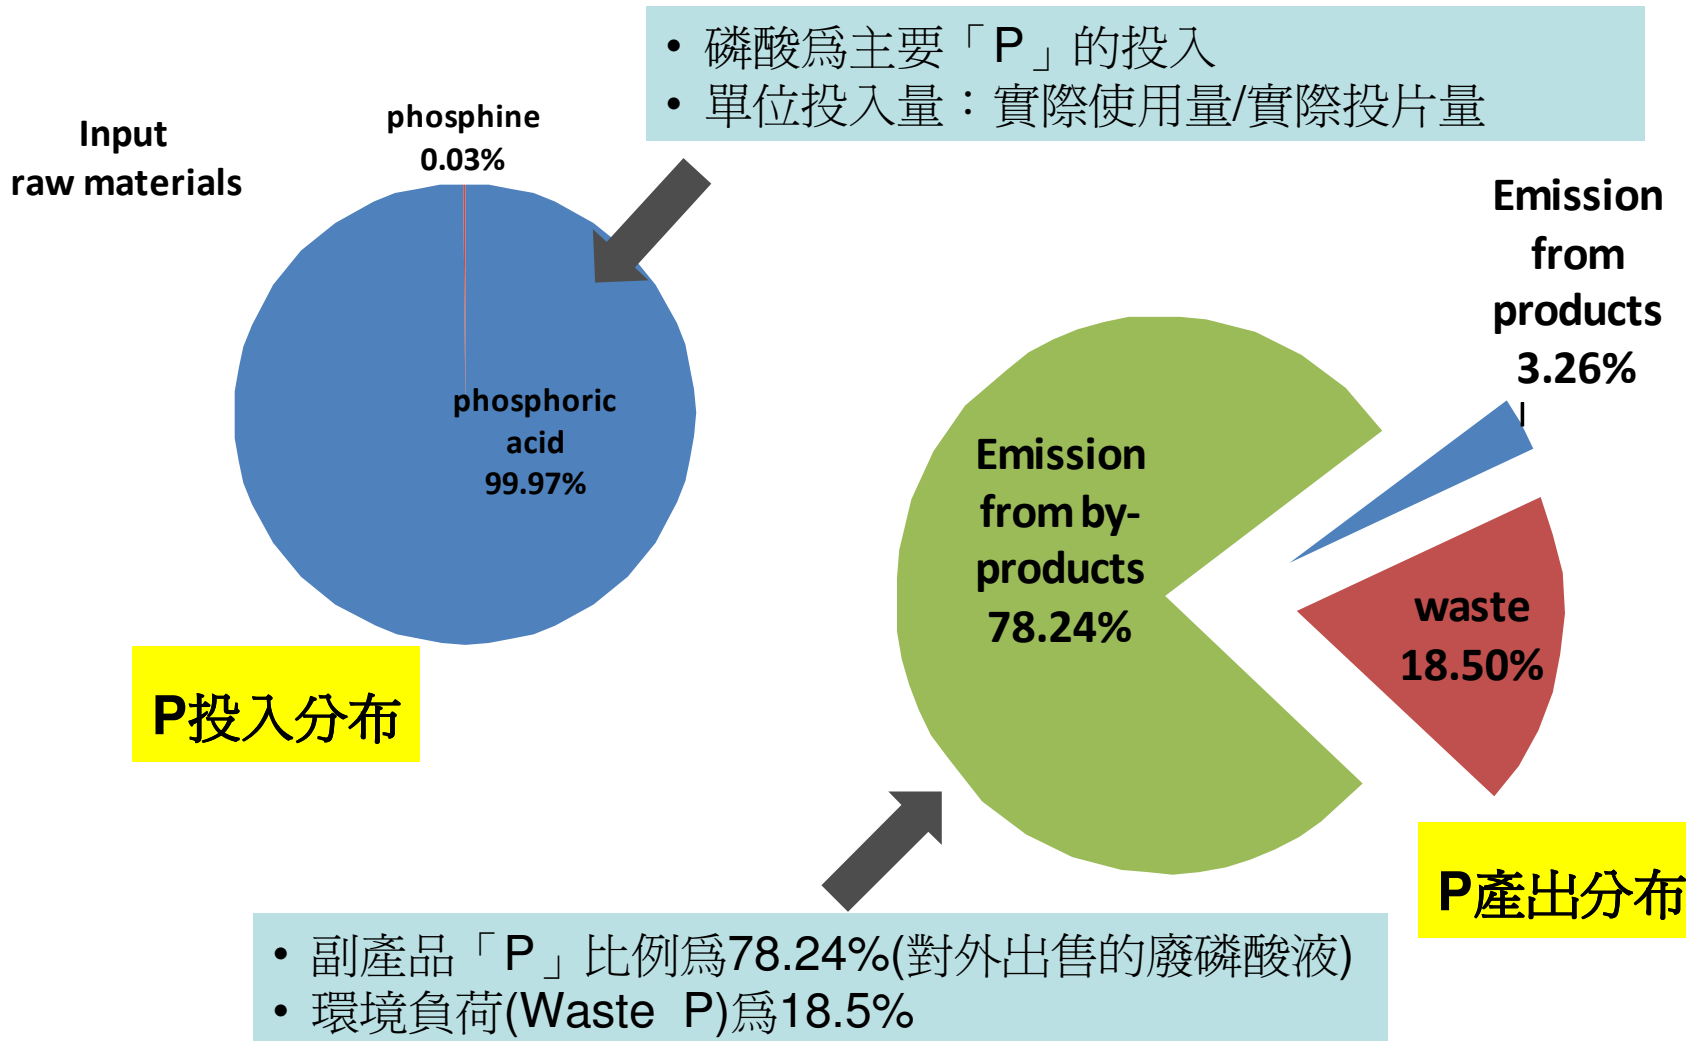 • 磷酸爲主要「P」的投入
• 單位投入量：實際使用量/實際投片量
Input
raw materials
phosphine
0.03%
phosphoric
acid
99.97%
P投入分布
Emission
from
products
3.26%
Emission
from by-
products
78.24%
waste
18.50%
P產出分布
• 副產品「P」比例爲78.24%(對外出售的廢磷酸液)
• 環境負荷(Waste P)爲18.5%